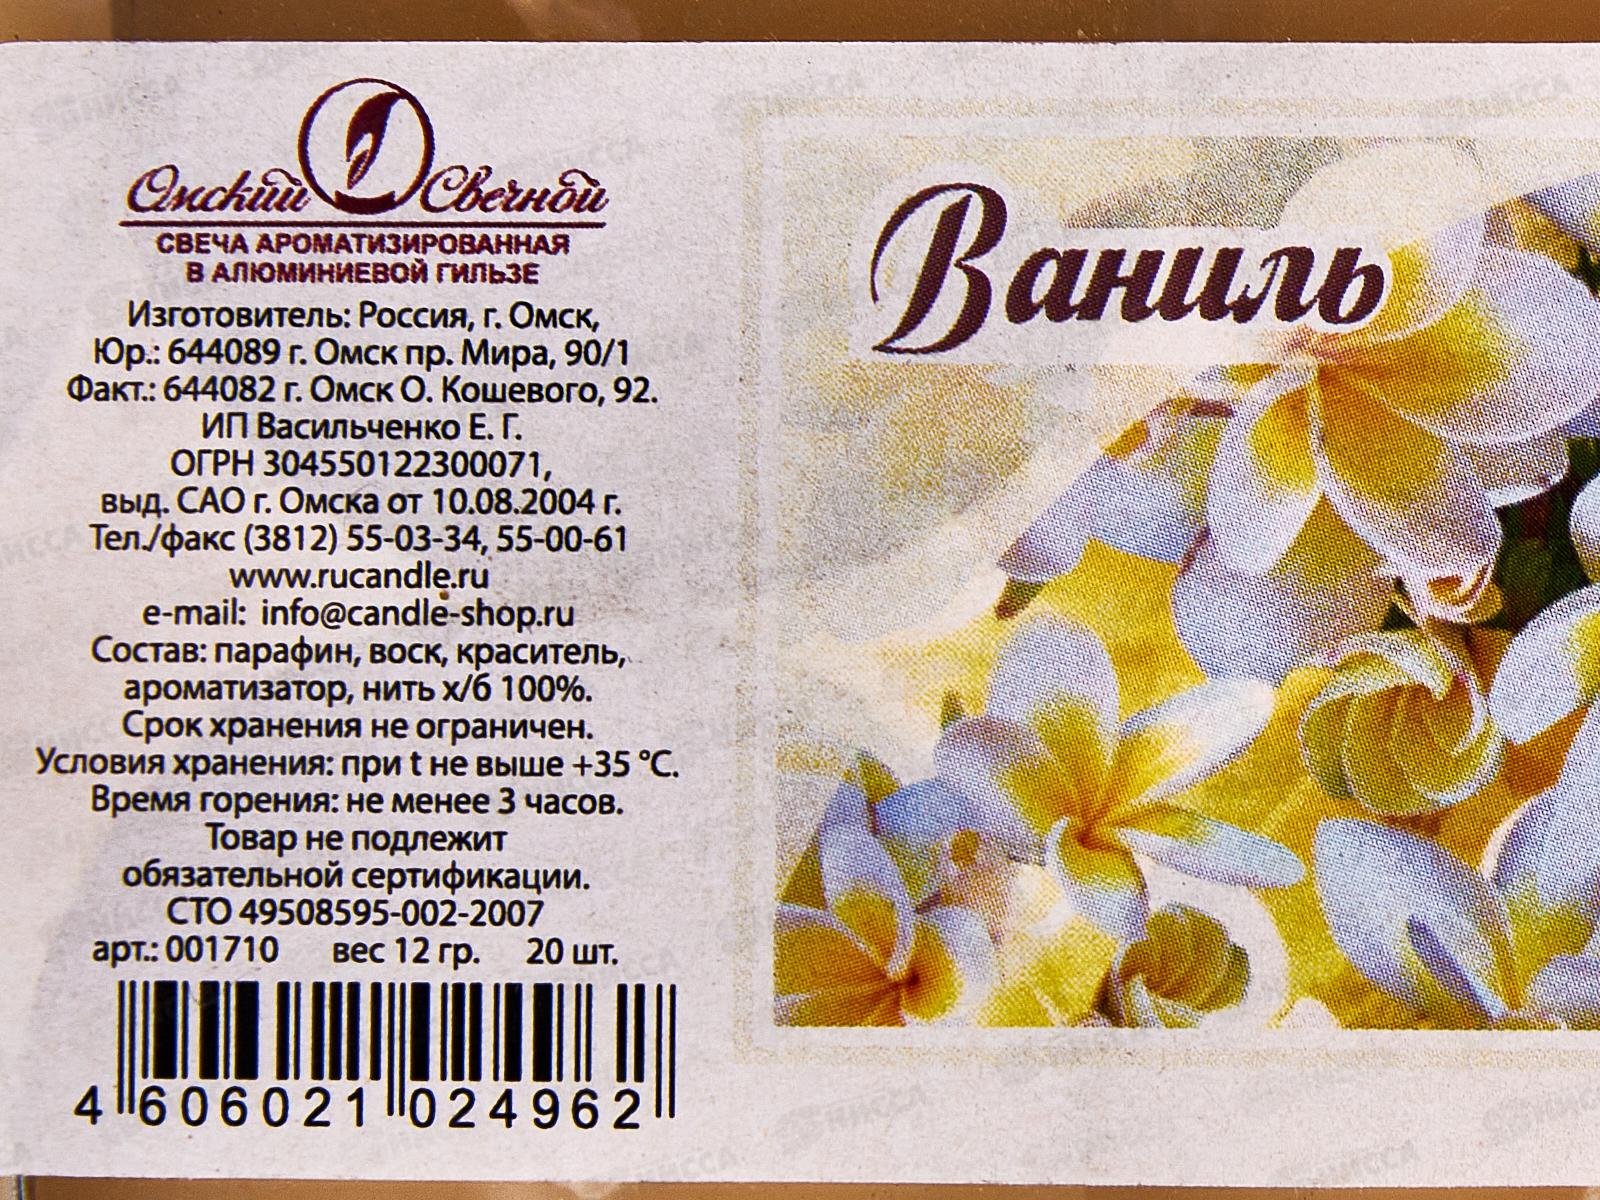 Омский Свечной
СВЕЧА АРОМАТИЗИРОВАННАЯ
В АЛЮМИНИЕВОЙ ГИЛЬЗЕ
Изготовитель: Россия, г. Омск,
Юр.: 644089 г. Омск пр. Мира, 90/1
Факт.: 644082 г. Омск О. Кошевого, 92.
ИП Васильченко Е. Г.
ОГРН 304550122300071,
выд. САО г. Омска от 10.08.2004 г.
Тел./факс (3812) 55-03-34, 55-00-61
www.rucandle.ru
e-mail: info@candle-shop.ru
Состав: парафин, воск, краситель,
ароматизатор, нить х/б 100%.
Срок хранения не ограничен.
Условия хранения: при t не выше +35 °С.
Время горения: не менее 3 часов.
Товар не подлежит
обязательной сертификации.
СТО 49508595-002-2007
арт.: 001710 вес 12 гр. 20 шт.
4 606021 024962
Ваниль